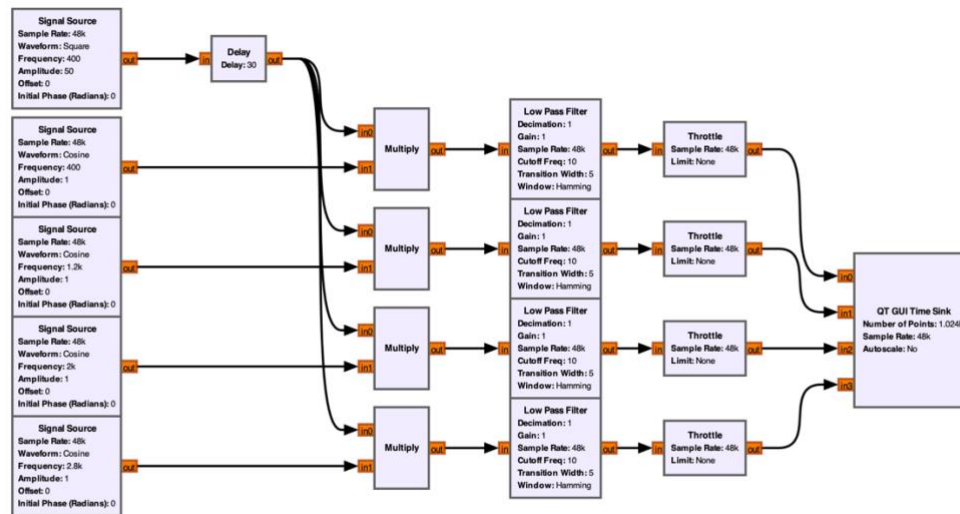 Signal Source
Sample Rate: 48k
Waveform: Square
Frequency: 400
Amplitude: 50
Offset: 0
Initial Phase (Radians): 0
out
in
Delay
Delay: 30
out
Signal Source
Sample Rate: 48k
Waveform: Cosine
Frequency: 400
Amplitude: 1
Offset: 0
Initial Phase (Radians): 0
out
in0
in1
Multiply
out
in
Low Pass Filter
Decimation: 1
Gain: 1
Sample Rate: 48k
Cutoff Freq: 10
Transition Width: 5
Window: Hamming
out
in
Throttle
Sample Rate: 48k
Limit: None
out
Signal Source
Sample Rate: 48k
Waveform: Cosine
Frequency: 1.2k
Amplitude: 1
Offset: 0
Initial Phase (Radians): 0
out
in0
in1
Multiply
out
in
Low Pass Filter
Decimation: 1
Gain: 1
Sample Rate: 48k
Cutoff Freq: 10
Transition Width: 5
Window: Hamming
out
in
Throttle
Sample Rate: 48k
Limit: None
out
Signal Source
Sample Rate: 48k
Waveform: Cosine
Frequency: 2k
Amplitude: 1
Offset: 0
Initial Phase (Radians): 0
out
in0
in1
Multiply
out
in
Low Pass Filter
Decimation: 1
Gain: 1
Sample Rate: 48k
Cutoff Freq: 10
Transition Width: 5
Window: Hamming
out
in
Throttle
Sample Rate: 48k
Limit: None
out
Signal Source
Sample Rate: 48k
Waveform: Cosine
Frequency: 2.8k
Amplitude: 1
Offset: 0
Initial Phase (Radians): 0
out
in0
in1
Multiply
out
in
Low Pass Filter
Decimation: 1
Gain: 1
Sample Rate: 48k
Cutoff Freq: 10
Transition Width: 5
Window: Hamming
out
in
Throttle
Sample Rate: 48k
Limit: None
out
in0
in1
in2
in3
QT GUI Time Sink
Number of Points: 1.024k
Sample Rate: 48k
Autoscale: No